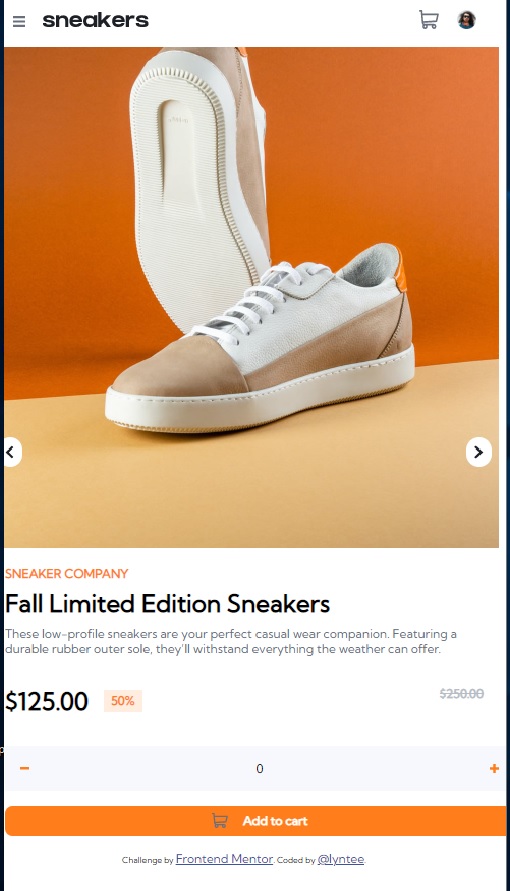 sneakers
SNEAKER COMPANY
Fall Limited Edition Sneakers
These low-profile sneakers are your perfect casual wear companion. Featuring a
durable rubber outer sole, they'll withstand everything the weather can offer.
$125.00 50% $250.00
0
Add to cart
Challenge by Frontend Mentor. Coded by @lyntee.